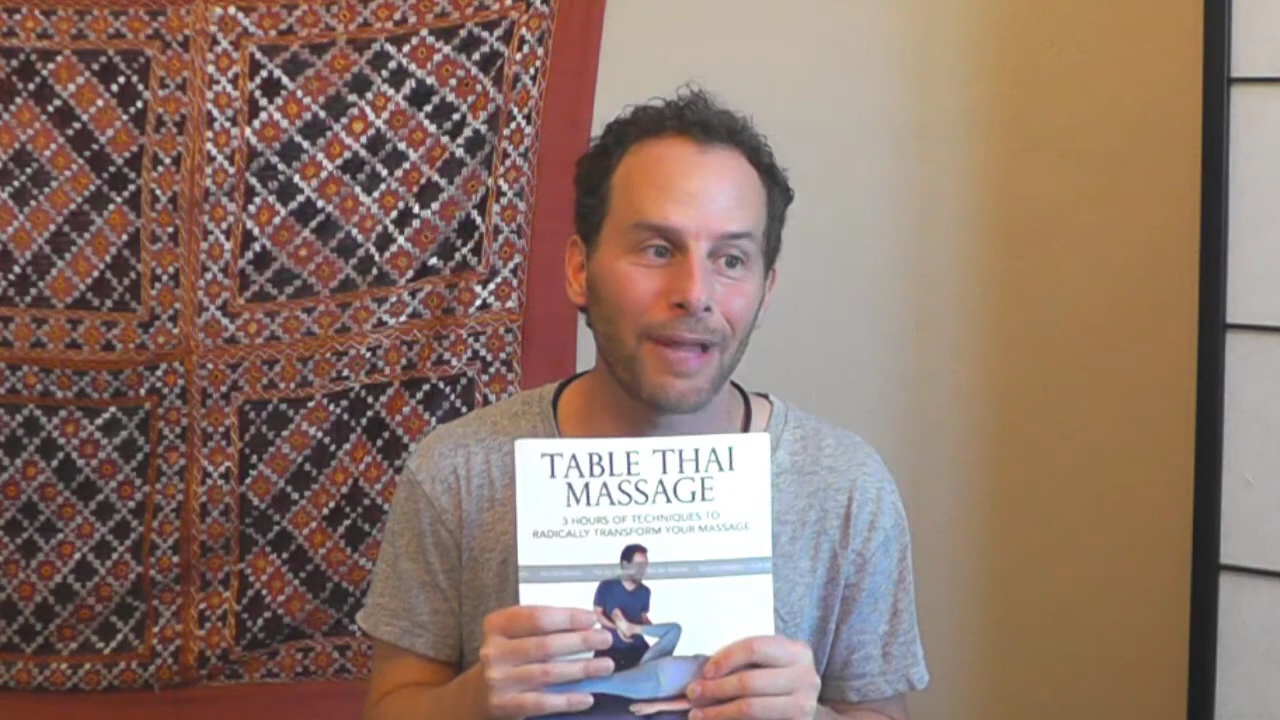 TABLE THAI
MASSAGE
3 HOURS OF TECHNIQUES TO
RADICALLY TRANSFORM YOUR MASSAGE